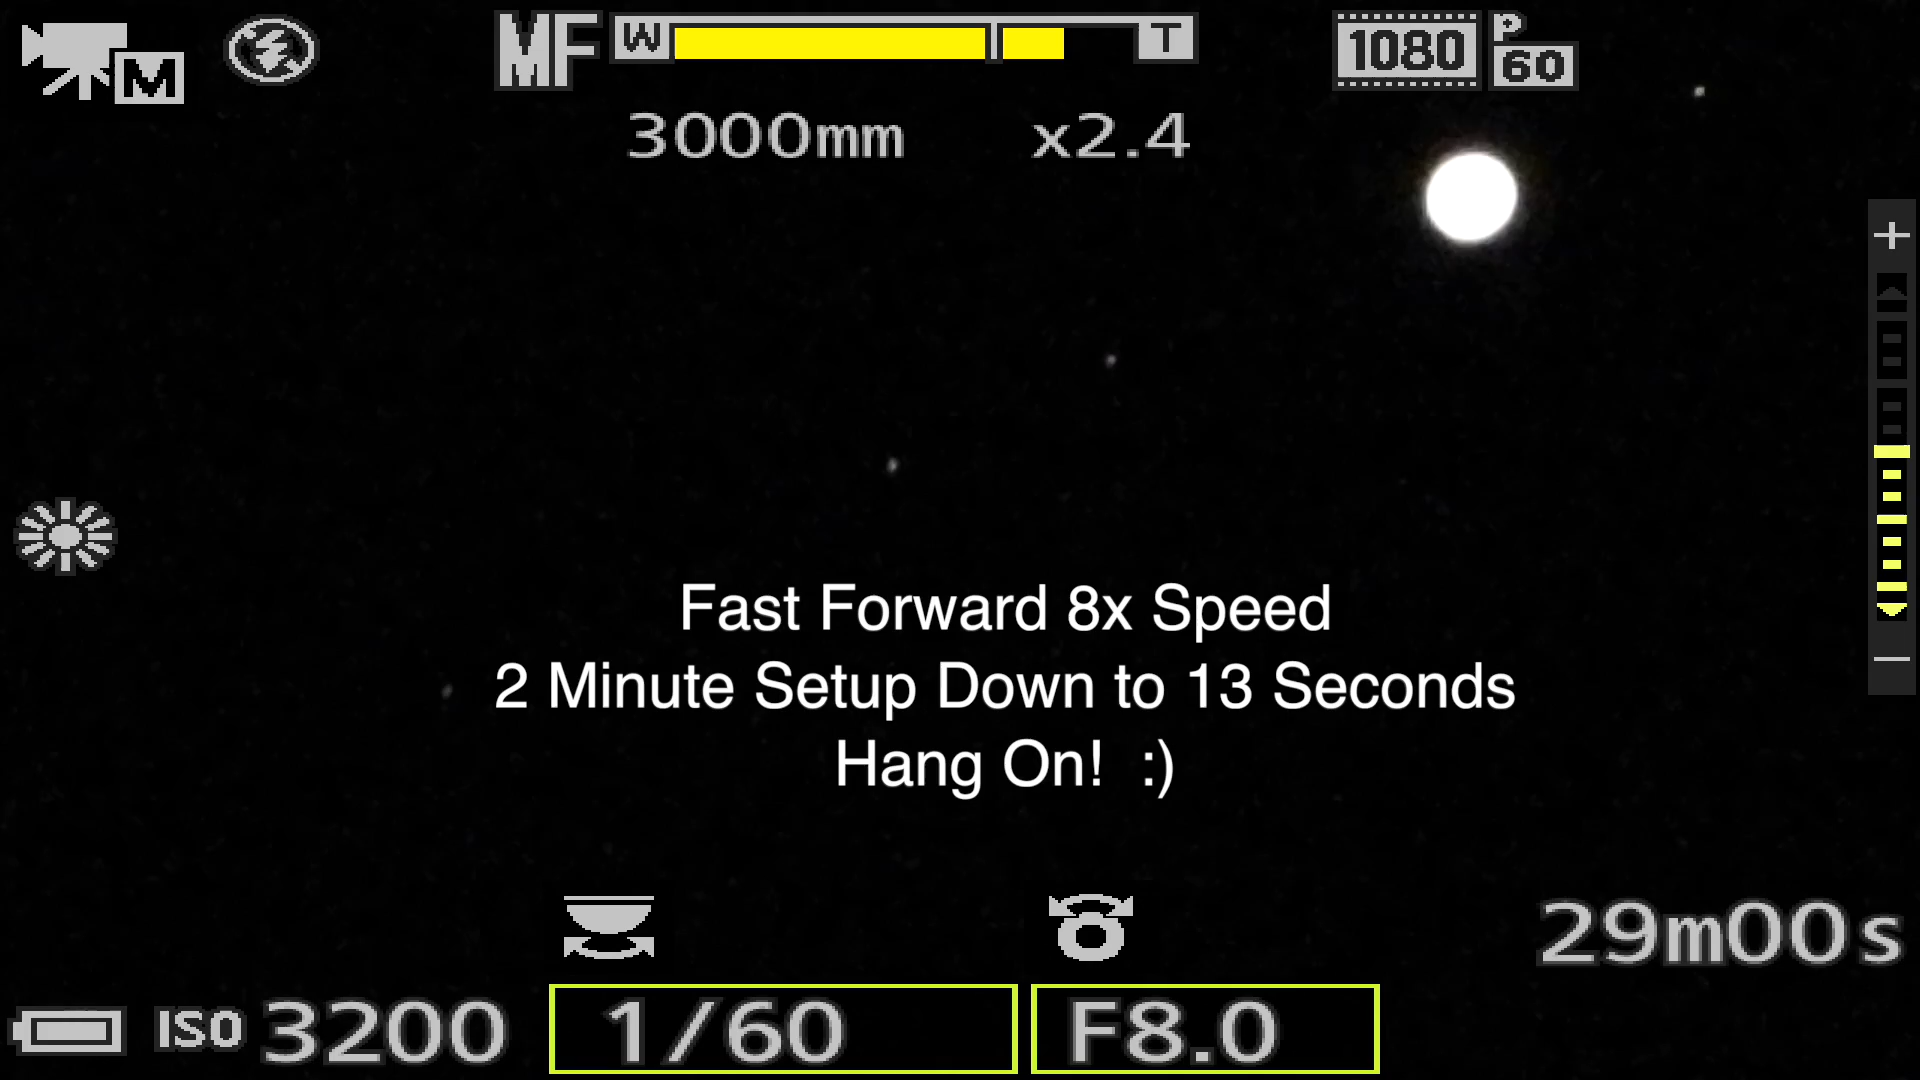 M
MF W T 1080 P 60
3000mm x2.4
Fast Forward 8x Speed
2 Minute Setup Down to 13 Seconds
Hang On!  :)
29m00s
ISO 3200 1/60 F8.0